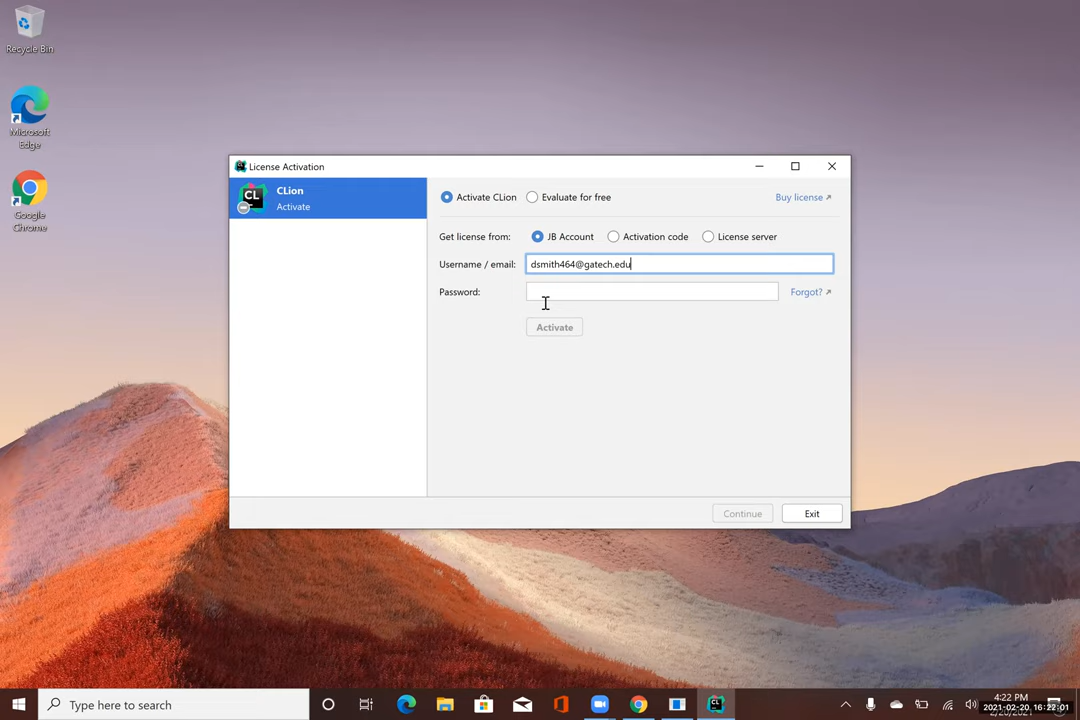 Recycle Bin
Microsoft
Edge
Google
Chrome
License Activation
CL
CLion
Activate
Activate CLion
Evaluate for free
Buy license
Get license from:
JB Account
Activation code
License server
Username / email:
dsmith464@gatech.edu
Password:
Forgot?
Activate
Continue
Exit
Type here to search
4:22 PM
2021-02-20, 16:22:01